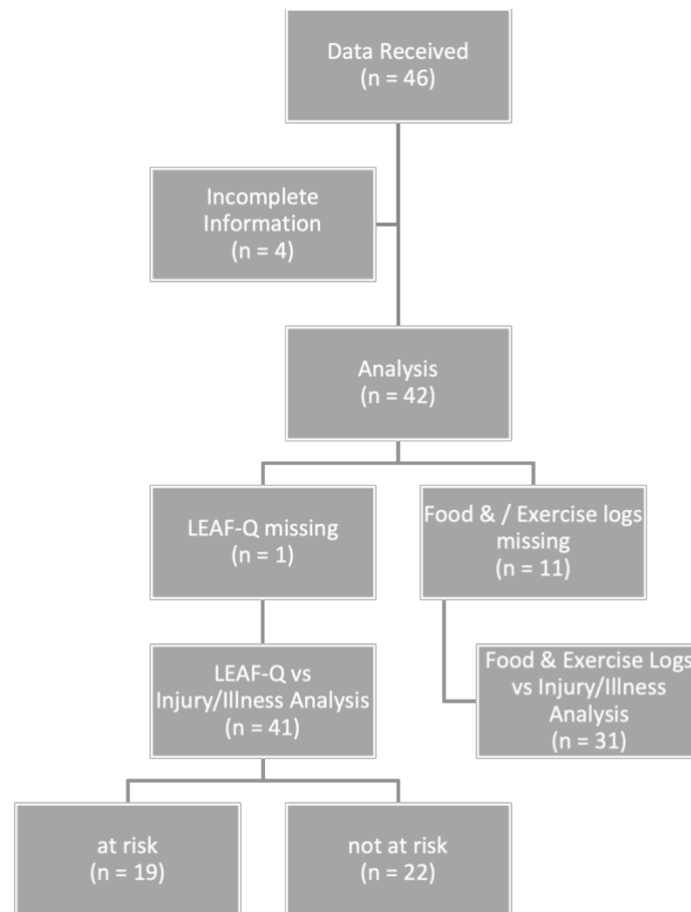 Data Received
(n = 46)
Incomplete
Information
(n = 4)
Analysis
(n = 42)
LEAF-Q missing
(n = 1)
Food & / Exercise logs
missing
(n = 11)
LEAF-Q vs
Injury/Illness Analysis
(n = 41)
Food & Exercise Logs
vs Injury/Illness
Analysis
(n = 31)
at risk
(n = 19)
not at risk
(n = 22)